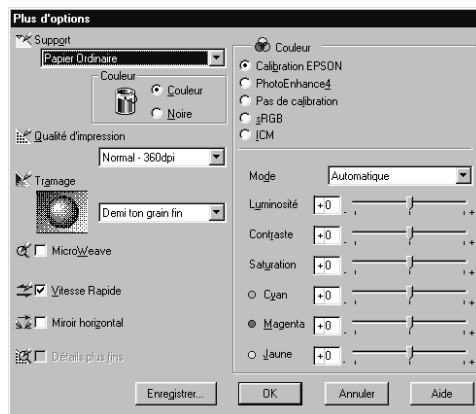 Plus d'options
Support
Papier Ordinaire
Couleur
Couleur
Noire
Qualité d'impression
Normal - 360dpi
Tramage
Demi ton grain fin
MicroWeave
Vitesse Rapide
Miroir horizontal
Détails plus fins
Couleur
Calibration EPSON
PhotoEnhance4
Pas de calibration
sRGB
ICM
Mode Automatique
Luminosité +0 - +
Contraste +0 - +
Saturation +0 - +
Cyan +0 - +
Magenta +0 - +
Jaune +0 - +
Enregistrer... OK Annuler Aide